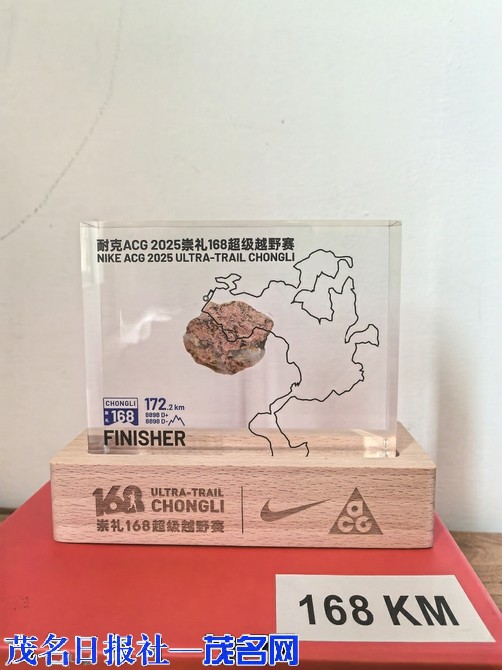 耐克ACG 2025崇礼168超级越野赛
NIKE ACG 2025 ULTRA-TRAIL CHONGLI
CHONGLI
168
172.2 km
8898 D+
8898 D-
FINISHER
168 ULTRA-TRAIL
CHONGLI
崇礼168超级越野赛
acg
168 KM
茂名日报社—茂名网